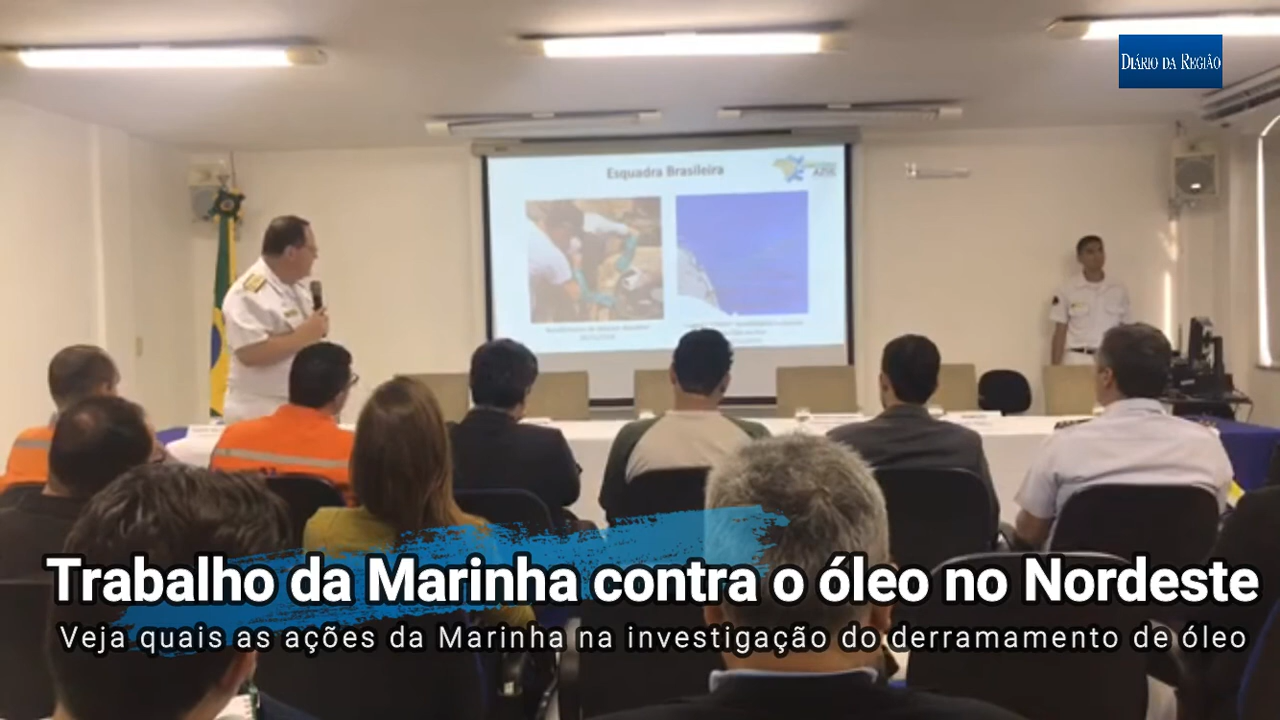 DIÁRIO DA REGIÃO
Esquadra Brasileira
AZUL
Trabalho da Marinha contra o óleo no Nordeste
Veja quais as ações da Marinha na investigação do derramamento de óleo